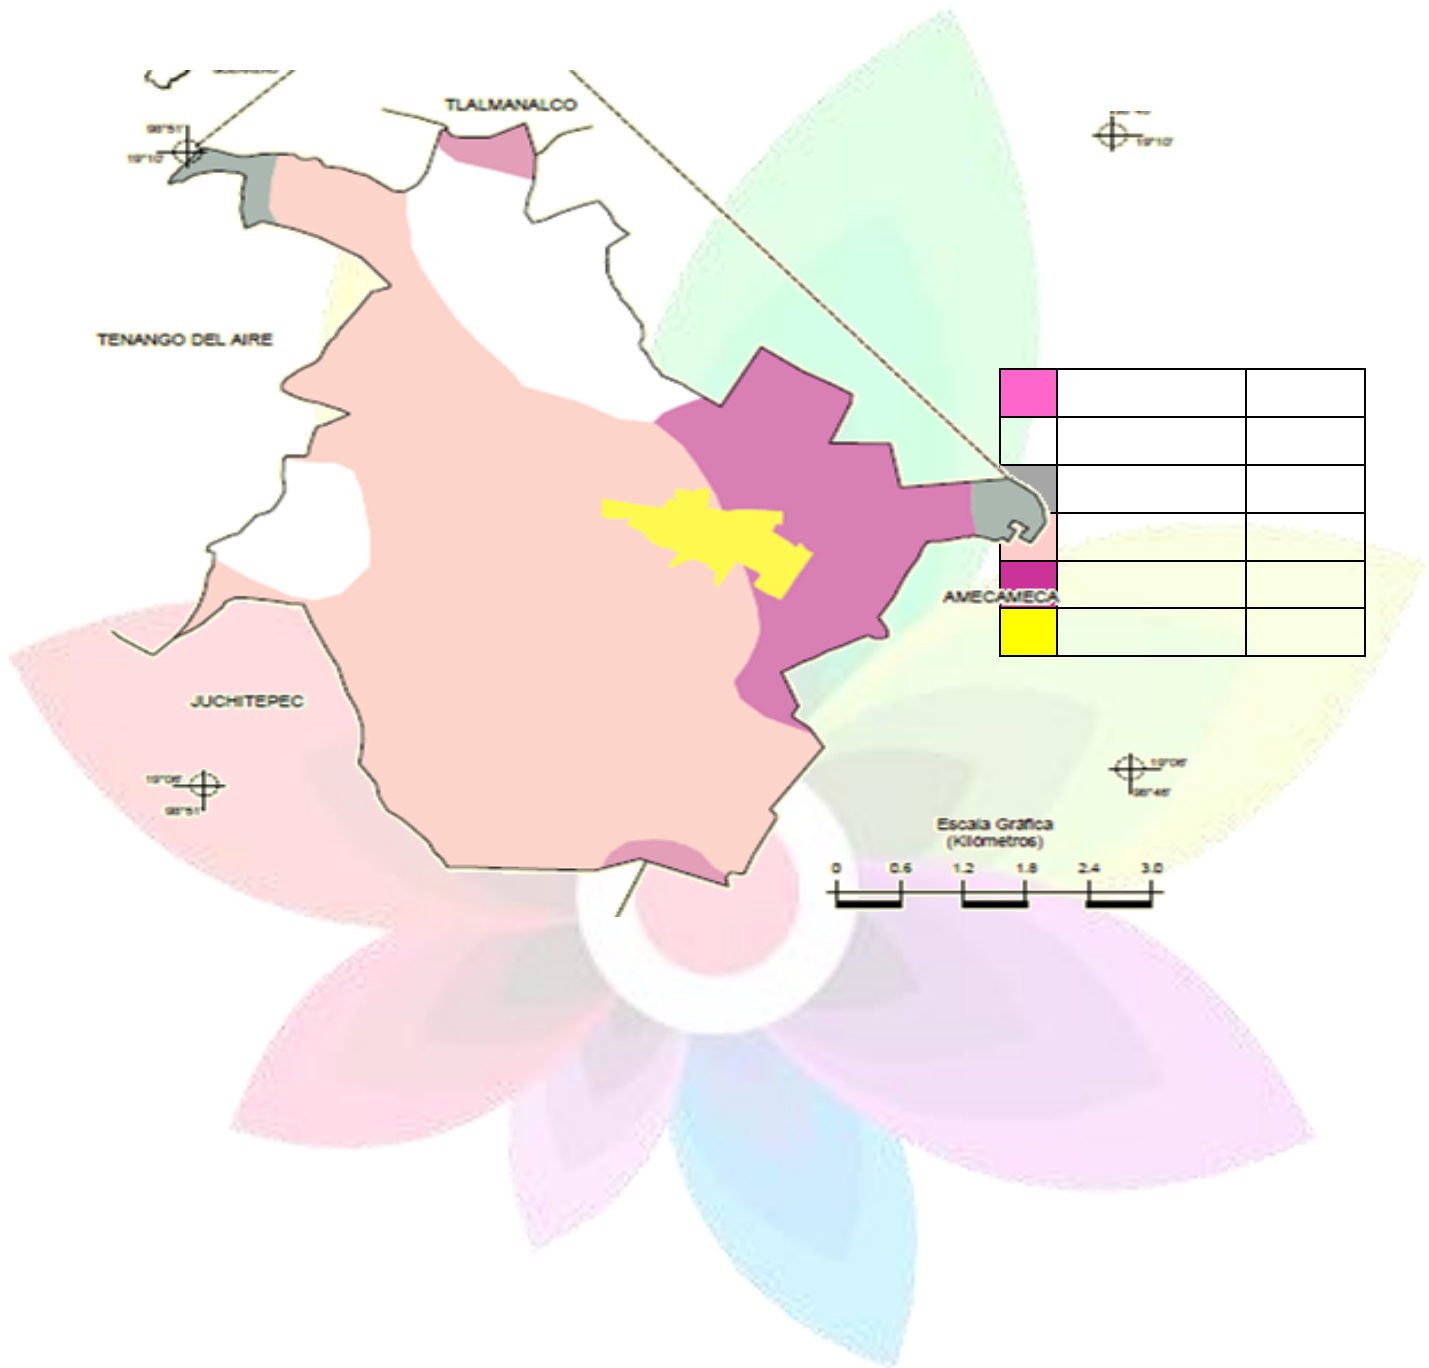 TLALMANALCO
98°51'
19°10'
19°10'
TENANGO DEL AIRE
AMECAMECA
JUCHITEPEC
19°06'
98°51'
19°06'
98°46'
Escala Gráfica
(Kilómetros)
0 0.6 1.2 1.8 2.4 3.0